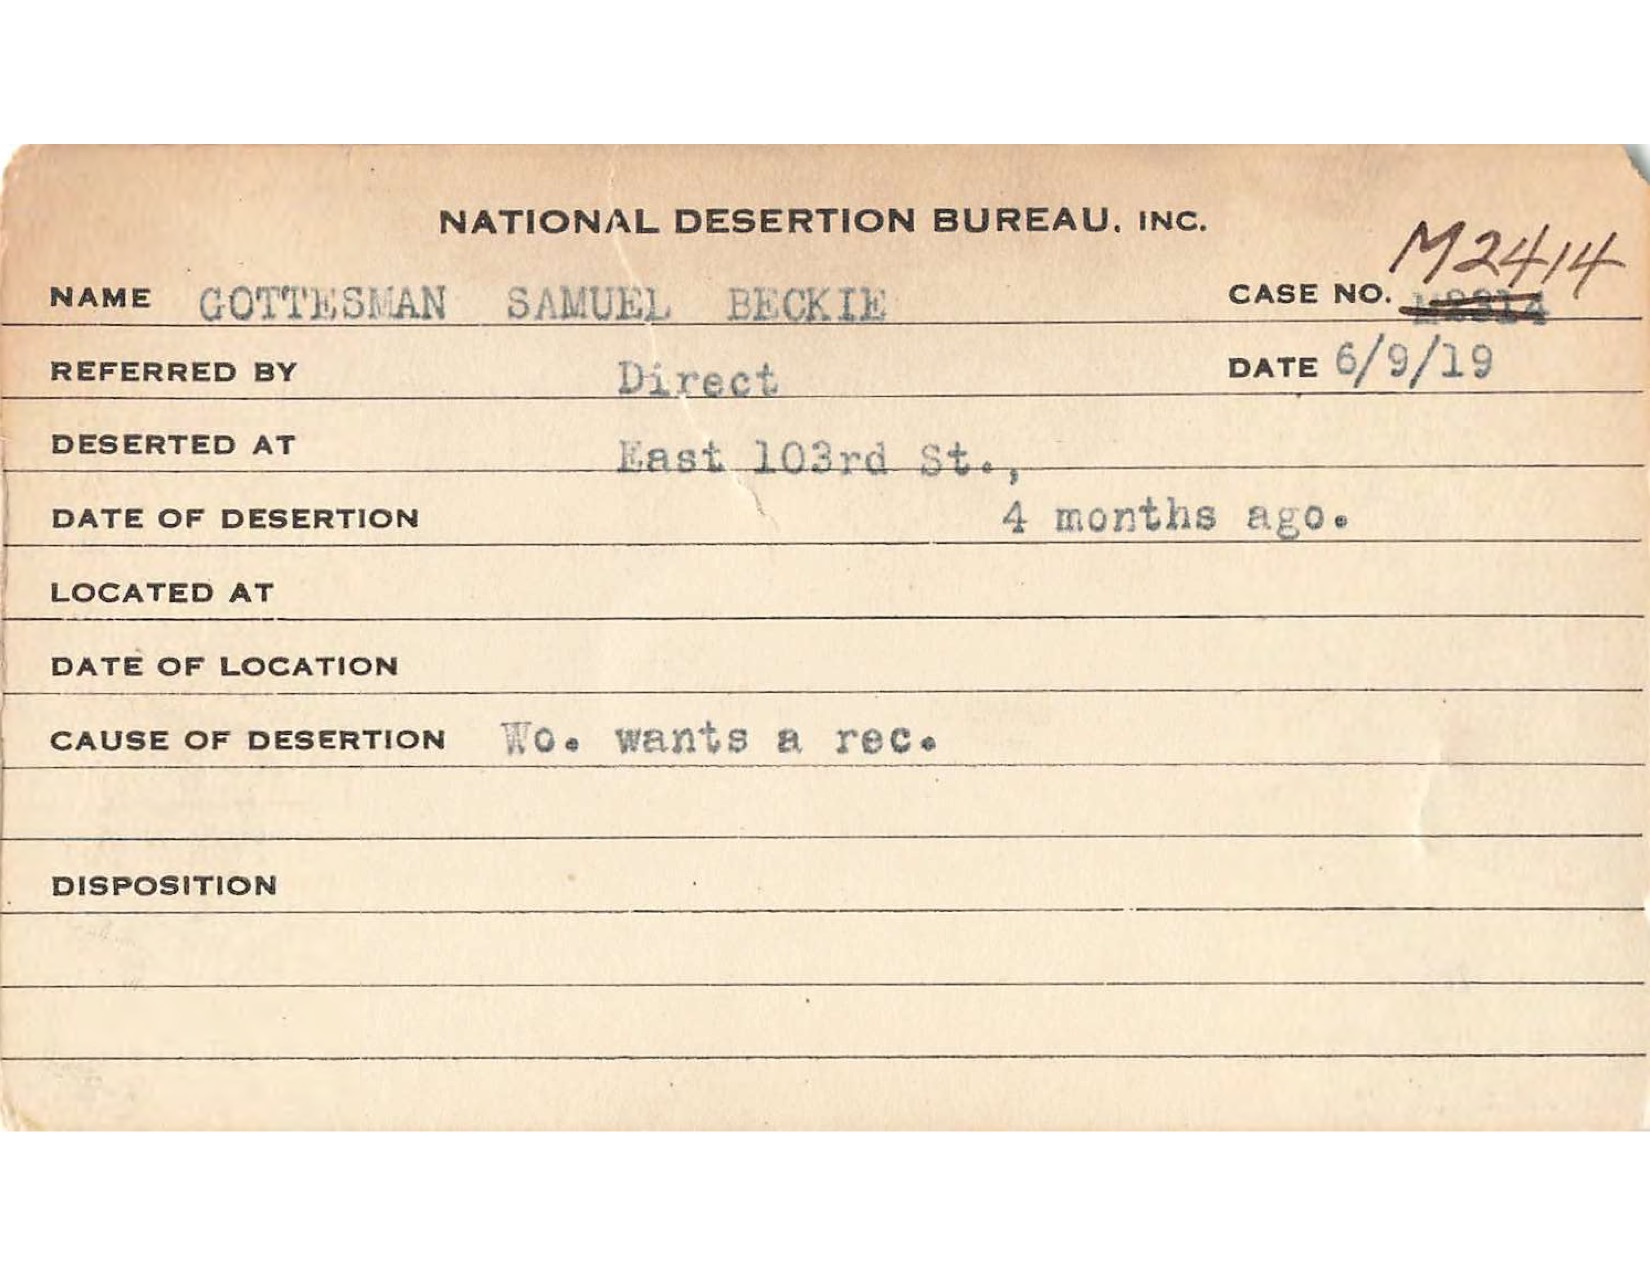 NATIONAL DESERTION BUREAU, INC.
M2414
NAME GOTTESMAN SAMUEL BECKIE CASE NO.
REFERRED BY Direct DATE 6/9/19
DESERTED AT East 103rd St.,
DATE OF DESERTION 4 months ago.
LOCATED AT
DATE OF LOCATION
CAUSE OF DESERTION Wo. wants a rec.
DISPOSITION